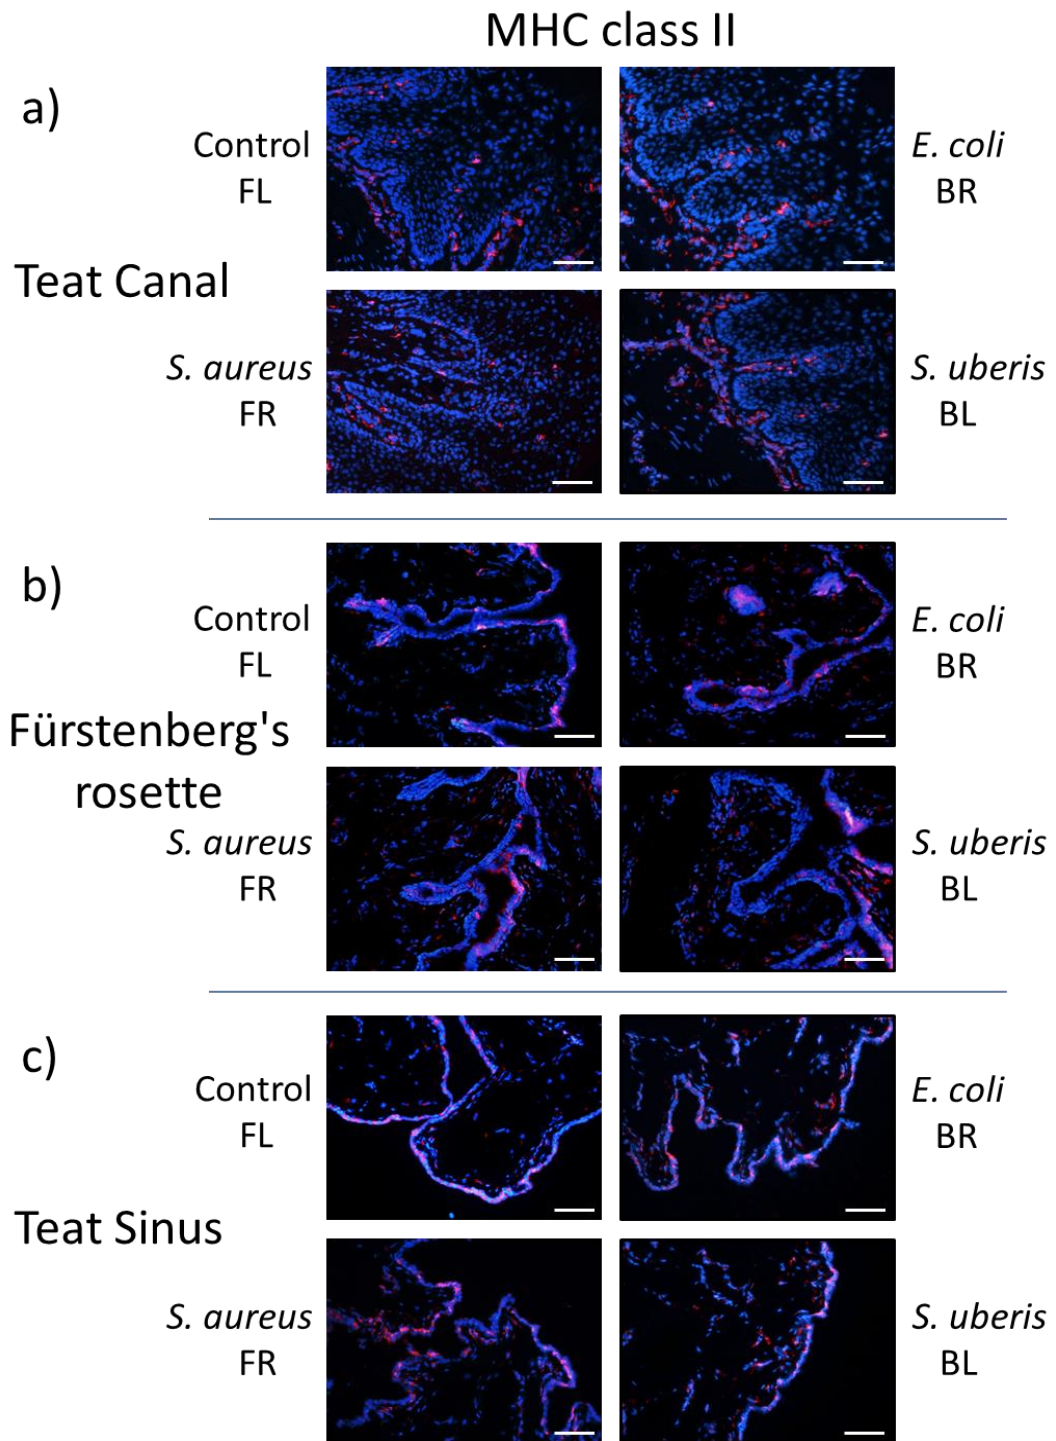 MHC class II
a)
Control
FL
E. coli
BR
Teat Canal
S. aureus
FR
S. uberis
BL
b)
Control
FL
E. coli
BR
Fürstenberg's
rosette
S. aureus
FR
S. uberis
BL
c)
Control
FL
E. coli
BR
Teat Sinus
S. aureus
FR
S. uberis
BL